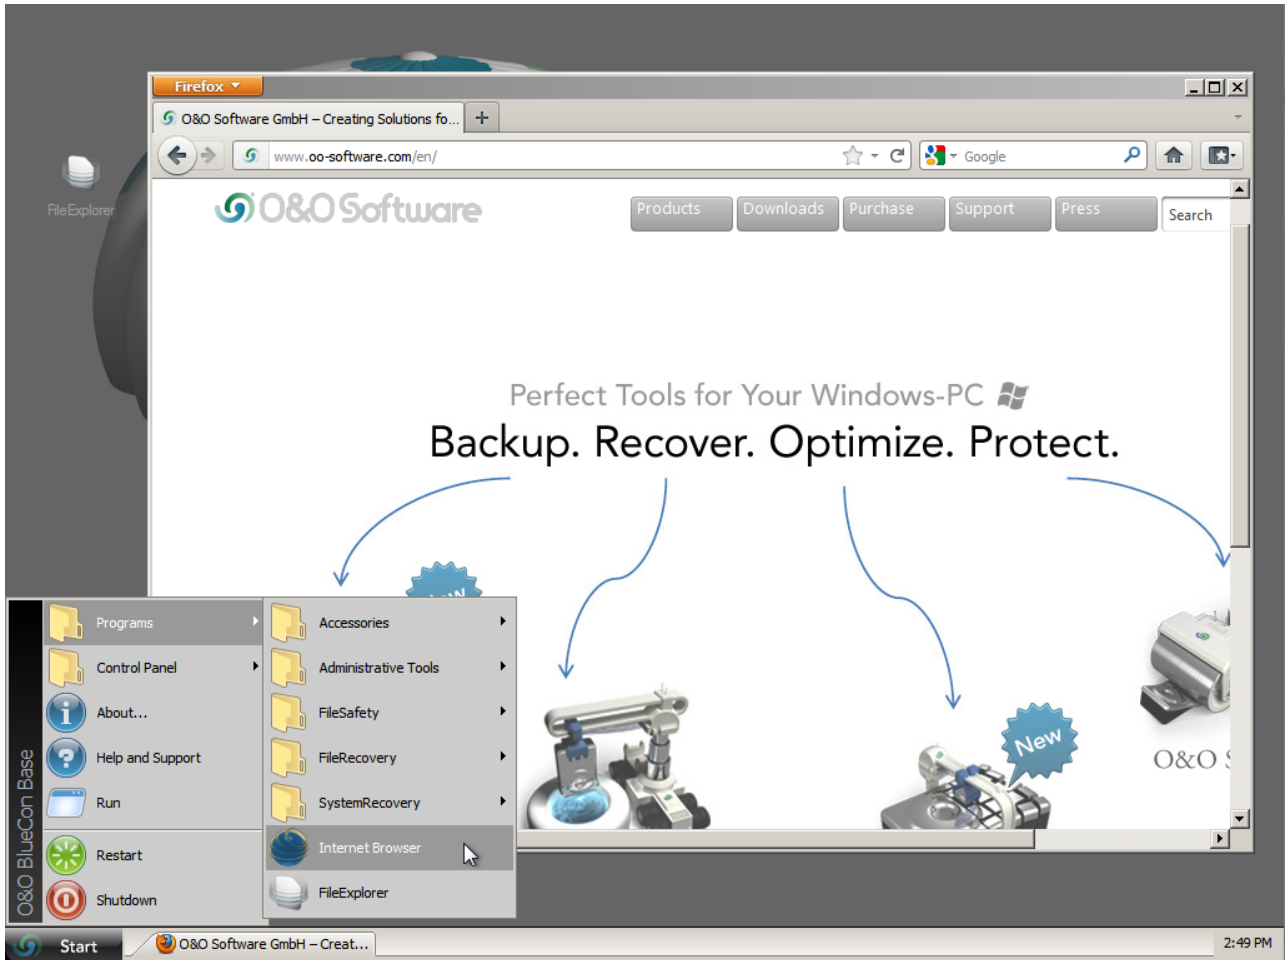 Firefox
O&O Software GmbH – Creating Solutions fo...
www.oo-software.com/en/
Google
FileExplorer
O&O Software
Products
Downloads
Purchase
Support
Press
Search
Perfect Tools for Your Windows-PC
Backup. Recover. Optimize. Protect.
New
O&O
O&O BlueCon Base
Programs
Control Panel
About...
Help and Support
Run
Restart
Shutdown
Accessories
Administrative Tools
FileSafety
FileRecovery
SystemRecovery
Internet Browser
FileExplorer
Start
O&O Software GmbH – Creat...
2:49 PM